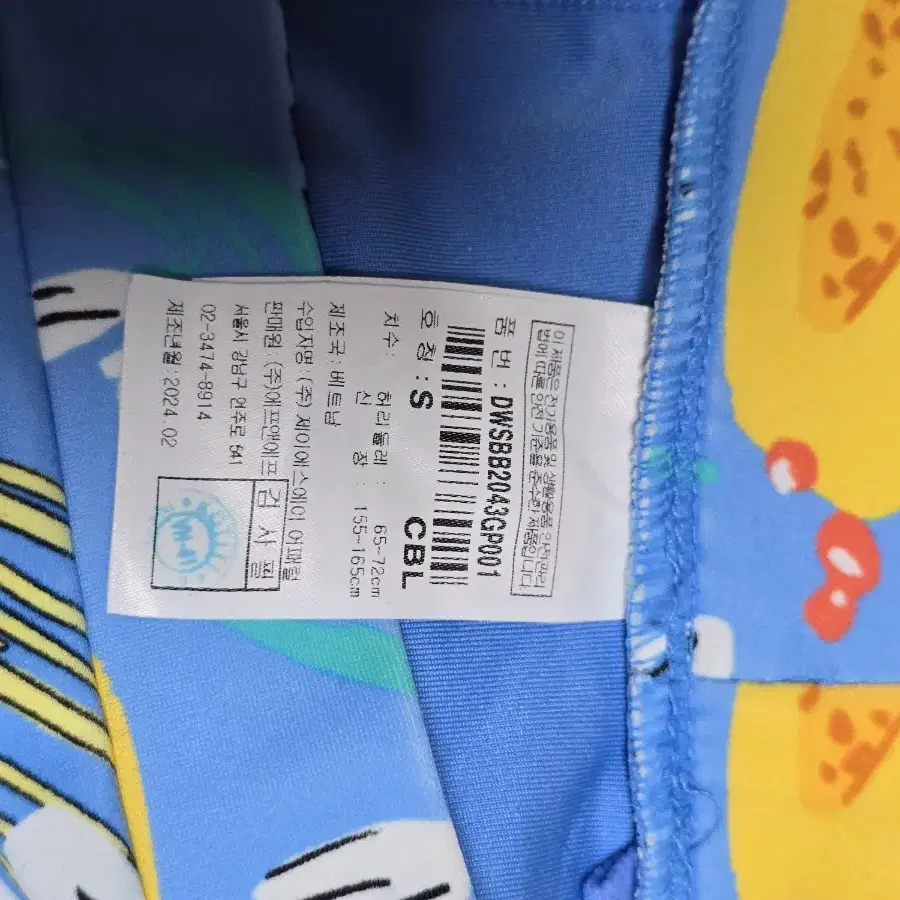 이 제품은 전기용품 및 생활용품 안전관리
법에 따른 안전기준을 준수한 제품입니다.
품 번 : DWSBB2043GP001
호칭 : S CBL
치수 : 허리둘레 : 65~72cm
신 장 : 155~165cm
제조국 : 베트남
수입자명 : (주) 제이에스에이 어패럴
판매원 : (주)에프앤에프
서울시 강남구 언주로 541
02-3474-8914
제조년월 : 2024.02
검 사 필